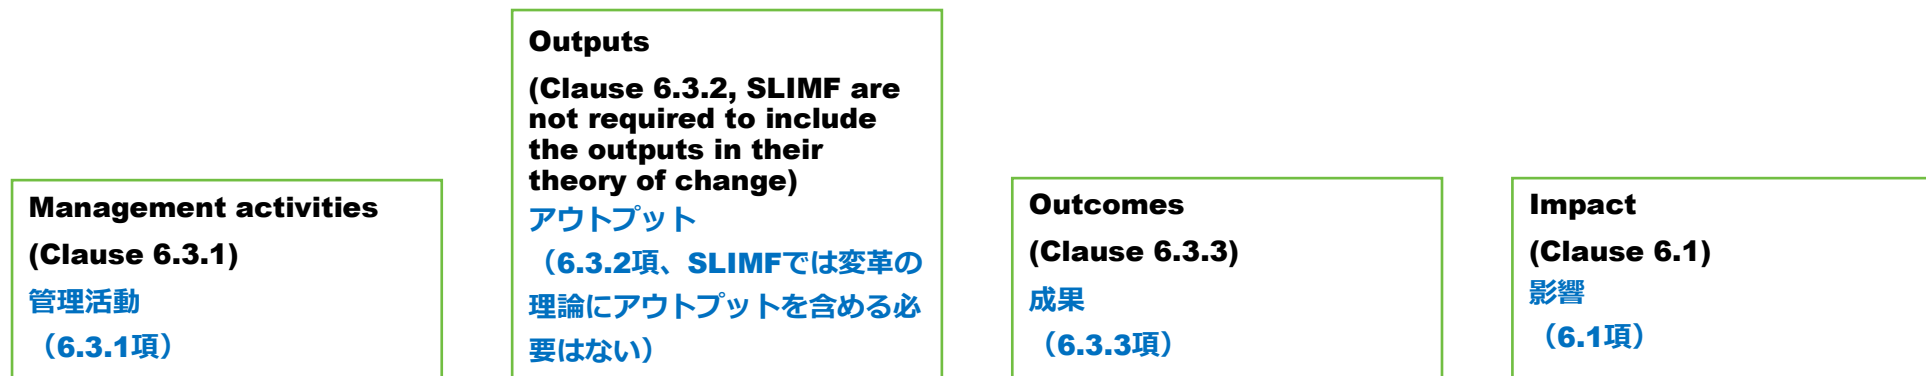 Management activities
(Clause 6.3.1)
管理活動
（6.3.1項）
Outputs
(Clause 6.3.2, SLIMF are
not required to include
the outputs in their
theory of change)
アウトプット
（6.3.2項、SLIMFでは変革の
理論にアウトプットを含める必
要はない）
Outcomes
(Clause 6.3.3)
成果
（6.3.3項）
Impact
(Clause 6.1)
影響
（6.1項）